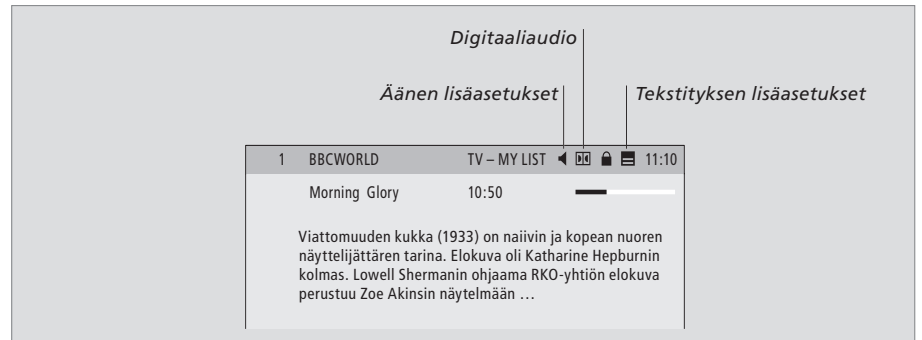 Digitaaliaudio
Äänen lisäasetukset
Tekstityksen lisäasetukset
1 BBCWORLD TV – MY LIST 11:10
Morning Glory 10:50
Viattomuuden kukka (1933) on naiivin ja kopean nuoren
näyttelijättären tarina. Elokuva oli Katharine Hepburnin
kolmas. Lowell Shermanin ohjaama RKO-yhtiön elokuva
perustuu Zoe Akinsin näytelmään …